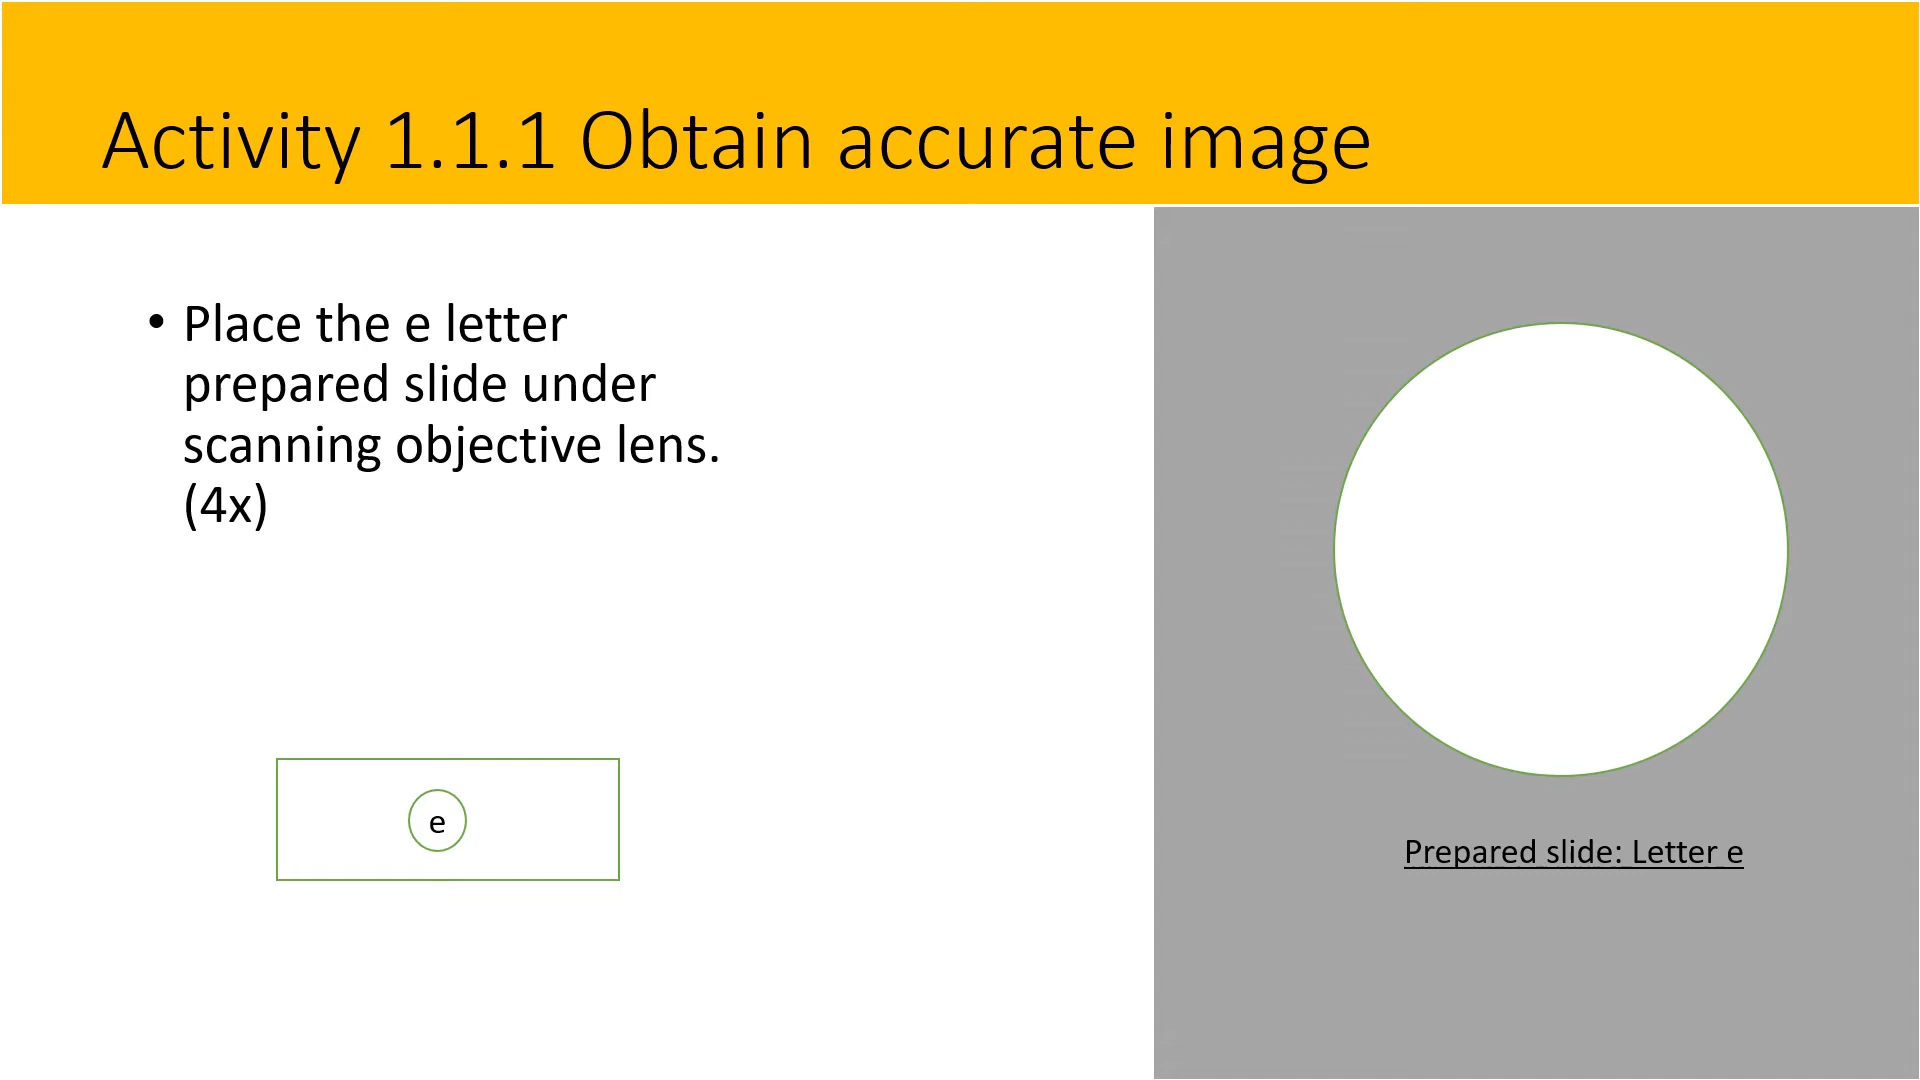 Activity 1.1.1 Obtain accurate image
• Place the e letter
prepared slide under
scanning objective lens.
(4x)
e
Prepared slide: Letter e